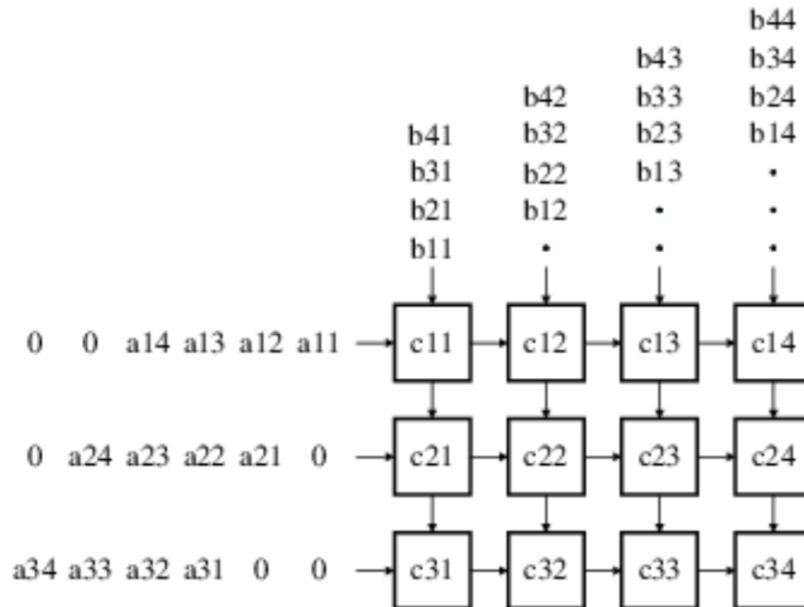 b44
b43 b34
b42 b33 b24
b41 b32 b23 b14
b31 b22 b13 •
b21 b12 • •
b11 • • •
0 0 a14 a13 a12 a11 c11 c12 c13 c14
0 a24 a23 a22 a21 0 c21 c22 c23 c24
a34 a33 a32 a31 0 0 c31 c32 c33 c34